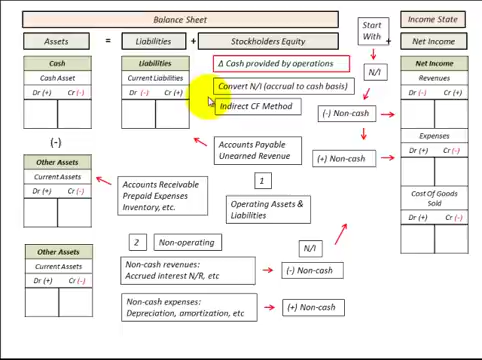 Balance Sheet
Start
With
Income State
Assets
=
Liabilities
+
Stockholders Equity
+
Net Income
Cash
Cash Asset
Dr (+) Cr (-)
Liabilities
Current Liabilities
Dr (-) Cr (+)
Δ Cash provided by operations
Convert N/I (accrual to cash basis)
Indirect CF Method
N/I
(-) Non-cash
(+) Non-cash
Net Income
Revenues
Dr (-) Cr (+)
Expenses
Dr (+) Cr (-)
Cost Of Goods
Sold
Dr (+) Cr (-)
(-)
Accounts Payable
Unearned Revenue
Other Assets
Current Assets
Dr (+) Cr (-)
Accounts Receivable
Prepaid Expenses
Inventory, etc.
1
Operating Assets &
Liabilities
2
Non-operating
N/I
Other Assets
Current Assets
Dr (+) Cr (-)
Non-cash revenues:
Accrued interest N/R, etc
(-) Non-cash
Non-cash expenses:
Depreciation, amortization, etc
(+) Non-cash